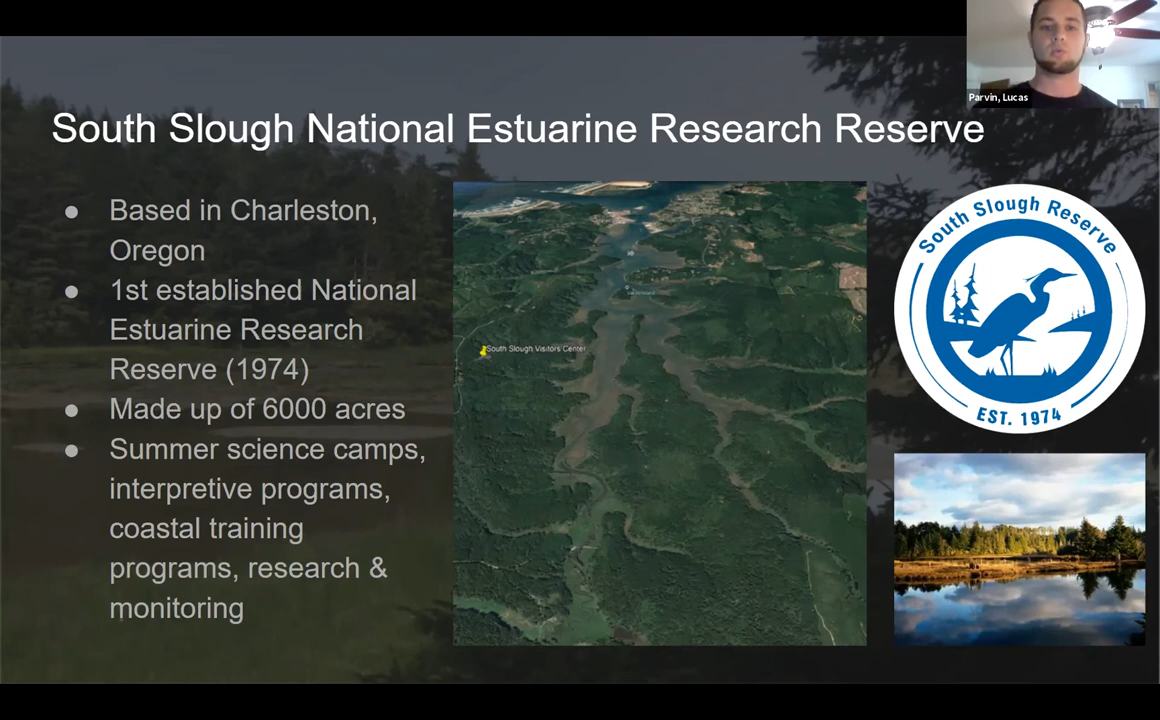 Parvin, Lucas
South Slough National Estuarine Research Reserve
● Based in Charleston,
Oregon
● 1st established National
Estuarine Research
Reserve (1974)
● Made up of 6000 acres
● Summer science camps,
interpretive programs,
coastal training
programs, research &
monitoring
South Slough Visitors Center
South Slough Reserve
EST. 1974